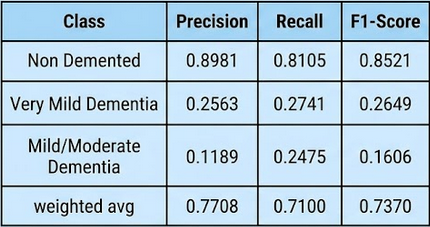 Class Precision Recall F1-Score
Non Demented 0.8981 0.8105 0.8521
Very Mild Dementia 0.2563 0.2741 0.2649
Mild/Moderate
Dementia 0.1189 0.2475 0.1606
weighted avg 0.7708 0.7100 0.7370